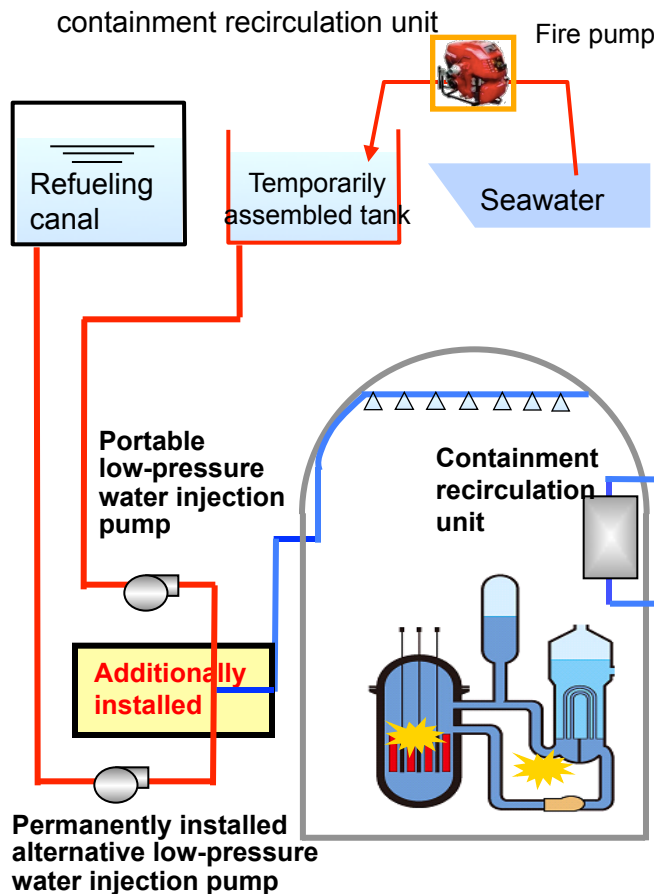 containment recirculation unit
Fire pump
Refueling
canal
Temporarily
assembled tank
Seawater
Portable
low-pressure
water injection
pump
Containment
recirculation
unit
Additionally
installed
Permanently installed
alternative low-pressure
water injection pump